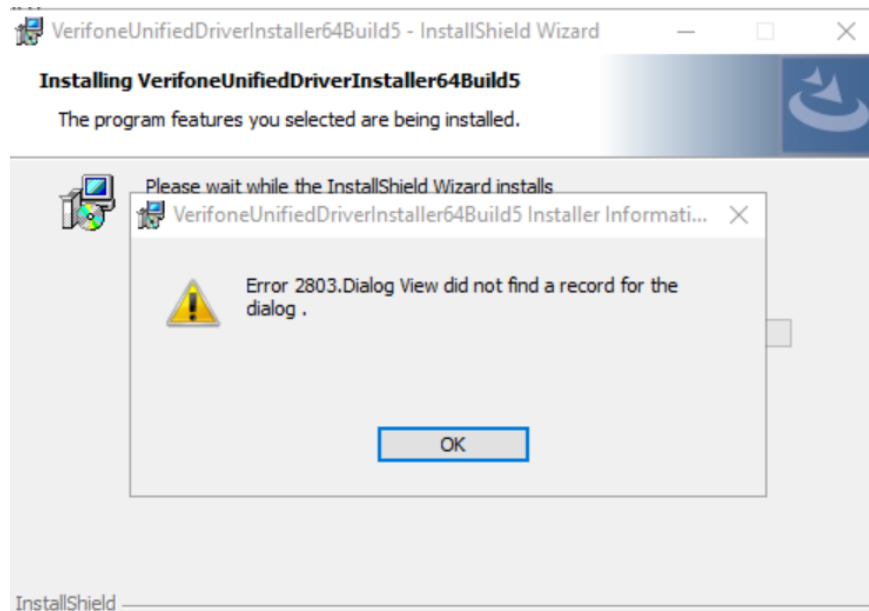 VerifoneUnifiedDriverInstaller64Build5 - InstallShield Wizard
Installing VerifoneUnifiedDriverInstaller64Build5
The program features you selected are being installed.
Please wait while the InstallShield Wizard installs
VerifoneUnifiedDriverInstaller64Build5 Installer Informati...
Error 2803.Dialog View did not find a record for the
dialog .
OK
InstallShield